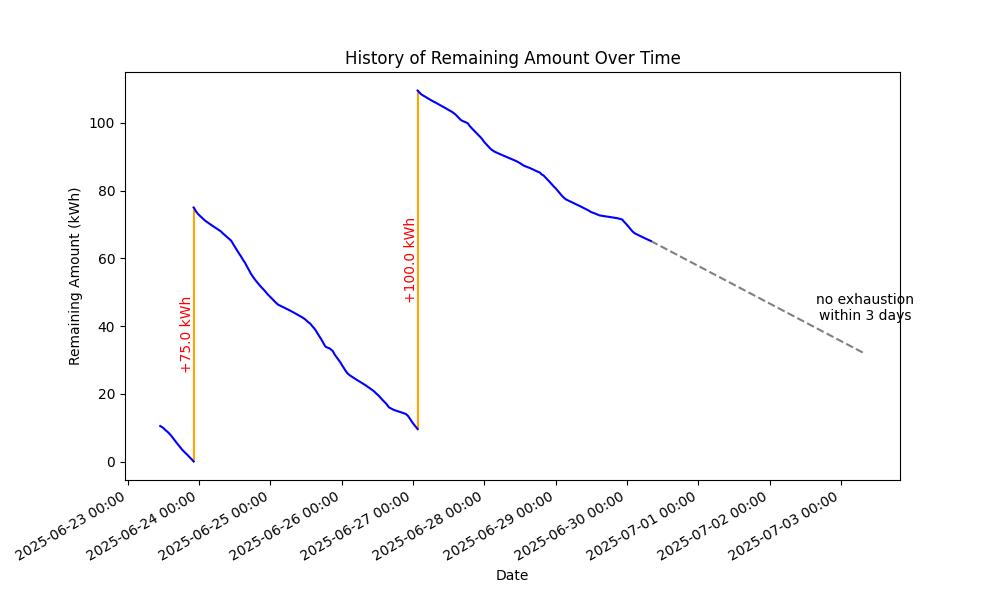 History of Remaining Amount Over Time
Remaining Amount (kWh)
100
80
60
40
20
0
+75.0 kWh
+100.0 kWh
no exhaustion
within 3 days
2025-06-23 00:00
2025-06-24 00:00
2025-06-25 00:00
2025-06-26 00:00
2025-06-27 00:00
2025-06-28 00:00
2025-06-29 00:00
2025-06-30 00:00
2025-07-01 00:00
2025-07-02 00:00
2025-07-03 00:00
Date